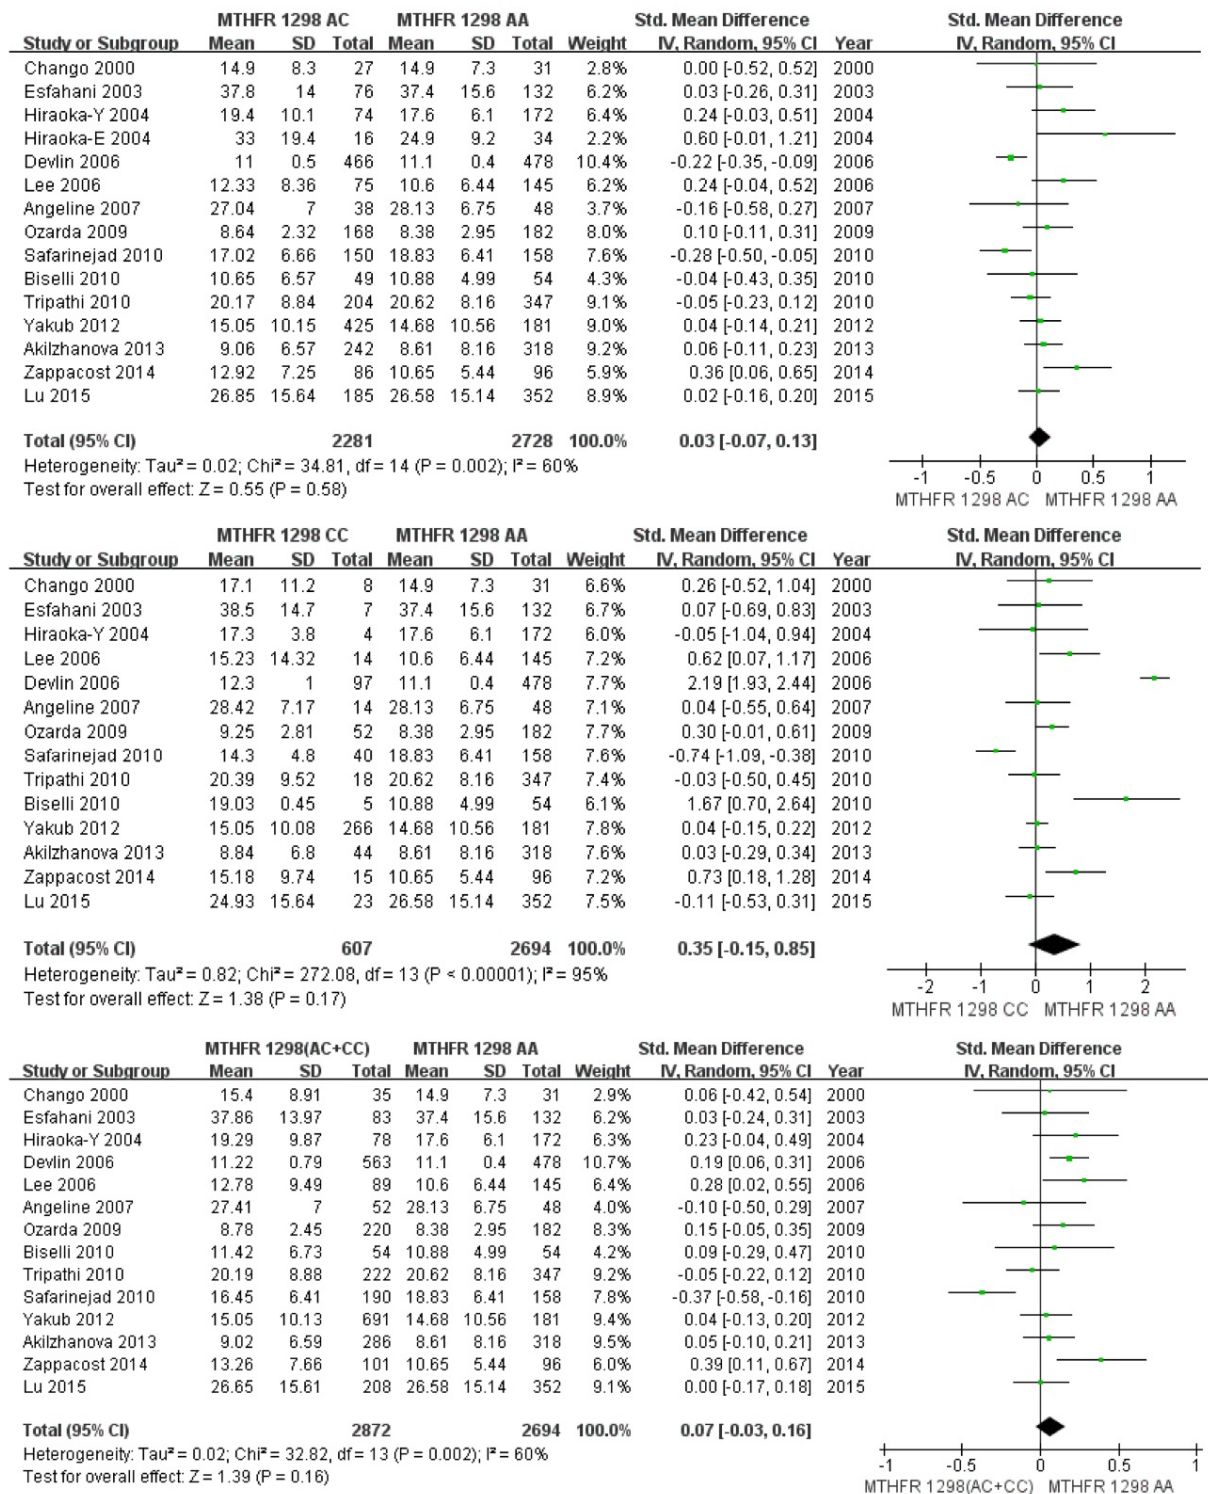 MTHFR 1298 AC MTHFR 1298 AA Std. Mean Difference Std. Mean Difference
Study or Subgroup Mean SD Total Mean SD Total Weight IV, Random, 95% CI Year IV, Random, 95% CI
Chango 2000 14.9 8.3 27 14.9 7.3 31 2.8% 0.00 [-0.52, 0.52] 2000
Esfahani 2003 37.8 14 76 37.4 15.6 132 6.2% 0.03 [-0.26, 0.31] 2003
Hiraoka-Y 2004 19.4 10.1 74 17.6 6.1 172 6.4% 0.24 [-0.03, 0.51] 2004
Hiraoka-E 2004 33 19.4 16 24.9 9.2 34 2.2% 0.60 [-0.01, 1.21] 2004
Devlin 2006 11 0.5 466 11.1 0.4 478 10.4% -0.22 [-0.35, -0.09] 2006
Lee 2006 12.33 8.36 75 10.6 6.44 145 6.2% 0.24 [-0.04, 0.52] 2006
Angeline 2007 27.04 7 38 28.13 6.75 48 3.7% -0.16 [-0.58, 0.27] 2007
Ozarda 2009 8.64 2.32 168 8.38 2.95 182 8.0% 0.10 [-0.11, 0.31] 2009
Safarinejad 2010 17.02 6.66 150 18.83 6.41 158 7.6% -0.28 [-0.50, -0.05] 2010
Biselli 2010 10.65 6.57 49 10.88 4.99 54 4.3% -0.04 [-0.43, 0.35] 2010
Tripathi 2010 20.17 8.84 204 20.62 8.16 347 9.1% -0.05 [-0.23, 0.12] 2010
Yakub 2012 15.05 10.15 425 14.68 10.56 181 9.0% 0.04 [-0.14, 0.21] 2012
Akilzhanova 2013 9.06 6.57 242 8.61 8.16 318 9.2% 0.06 [-0.11, 0.23] 2013
Zappacost 2014 12.92 7.25 86 10.65 5.44 96 5.9% 0.36 [0.06, 0.65] 2014
Lu 2015 26.85 15.64 185 26.58 15.14 352 8.9% 0.02 [-0.16, 0.20] 2015
Total (95% CI) 2281 2728 100.0% 0.03 [-0.07, 0.13]
Heterogeneity: Tau² = 0.02; Chi² = 34.81, df = 14 (P = 0.002); I² = 60%
Test for overall effect: Z = 0.55 (P = 0.58)
-1 -0.5 0 0.5 1
MTHFR 1298 AC MTHFR 1298 AA
MTHFR 1298 CC MTHFR 1298 AA Std. Mean Difference Std. Mean Difference
Study or Subgroup Mean SD Total Mean SD Total Weight IV, Random, 95% CI Year IV, Random, 95% CI
Chango 2000 17.1 11.2 8 14.9 7.3 31 6.6% 0.26 [-0.52, 1.04] 2000
Esfahani 2003 38.5 14.7 7 37.4 15.6 132 6.7% 0.07 [-0.69, 0.83] 2003
Hiraoka-Y 2004 17.3 3.8 4 17.6 6.1 172 6.0% -0.05 [-1.04, 0.94] 2004
Lee 2006 15.23 14.32 14 10.6 6.44 145 7.2% 0.62 [0.07, 1.17] 2006
Devlin 2006 12.3 1 97 11.1 0.4 478 7.7% 2.19 [1.93, 2.44] 2006
Angeline 2007 28.42 7.17 14 28.13 6.75 48 7.1% 0.04 [-0.55, 0.64] 2007
Ozarda 2009 9.25 2.81 52 8.38 2.95 182 7.6% 0.30 [-0.01, 0.61] 2009
Safarinejad 2010 14.3 4.8 40 18.83 6.41 158 7.6% -0.74 [-1.09, -0.38] 2010
Tripathi 2010 20.39 9.52 18 20.62 8.16 347 7.4% -0.03 [-0.50, 0.45] 2010
Biselli 2010 19.03 0.45 5 10.88 4.99 54 6.1% 1.67 [0.70, 2.64] 2010
Yakub 2012 15.05 10.08 266 14.68 10.56 181 7.8% 0.04 [-0.15, 0.22] 2012
Akilzhanova 2013 8.84 6.8 44 8.61 8.16 318 7.6% 0.03 [-0.29, 0.34] 2013
Zappacost 2014 15.18 9.74 15 10.65 5.44 96 7.2% 0.73 [0.18, 1.28] 2014
Lu 2015 24.93 15.64 23 26.58 15.14 352 7.5% -0.11 [-0.53, 0.31] 2015
Total (95% CI) 607 2694 100.0% 0.35 [-0.15, 0.85]
Heterogeneity: Tau² = 0.82; Chi² = 272.08, df = 13 (P < 0.00001); I² = 95%
Test for overall effect: Z = 1.38 (P = 0.17)
-2 -1 0 1 2
MTHFR 1298 CC MTHFR 1298 AA
MTHFR 1298(AC+CC) MTHFR 1298 AA Std. Mean Difference Std. Mean Difference
Study or Subgroup Mean SD Total Mean SD Total Weight IV, Random, 95% CI Year IV, Random, 95% CI
Chango 2000 15.4 8.91 35 14.9 7.3 31 2.9% 0.06 [-0.42, 0.54] 2000
Esfahani 2003 37.86 13.97 83 37.4 15.6 132 6.2% 0.03 [-0.24, 0.31] 2003
Hiraoka-Y 2004 19.29 9.87 78 17.6 6.1 172 6.3% 0.23 [-0.04, 0.49] 2004
Devlin 2006 11.22 0.79 563 11.1 0.4 478 10.7% 0.19 [0.06, 0.31] 2006
Lee 2006 12.78 9.49 89 10.6 6.44 145 6.4% 0.28 [0.02, 0.55] 2006
Angeline 2007 27.41 7 52 28.13 6.75 48 4.0% -0.10 [-0.50, 0.29] 2007
Ozarda 2009 8.78 2.45 220 8.38 2.95 182 8.3% 0.15 [-0.05, 0.35] 2009
Biselli 2010 11.42 6.73 54 10.88 4.99 54 4.2% 0.09 [-0.29, 0.47] 2010
Tripathi 2010 20.19 8.88 222 20.62 8.16 347 9.2% -0.05 [-0.22, 0.12] 2010
Safarinejad 2010 16.45 6.41 190 18.83 6.41 158 7.8% -0.37 [-0.58, -0.16] 2010
Yakub 2012 15.05 10.13 691 14.68 10.56 181 9.4% 0.04 [-0.13, 0.20] 2012
Akilzhanova 2013 9.02 6.59 286 8.61 8.16 318 9.5% 0.05 [-0.10, 0.21] 2013
Zappacost 2014 13.26 7.66 101 10.65 5.44 96 6.0% 0.39 [0.11, 0.67] 2014
Lu 2015 26.65 15.61 208 26.58 15.14 352 9.1% 0.00 [-0.17, 0.18] 2015
Total (95% CI) 2872 2694 100.0% 0.07 [-0.03, 0.16]
Heterogeneity: Tau² = 0.02; Chi² = 32.82, df = 13 (P = 0.002); I² = 60%
Test for overall effect: Z = 1.39 (P = 0.16)
-1 -0.5 0 0.5 1
MTHFR 1298(AC+CC) MTHFR 1298 AA